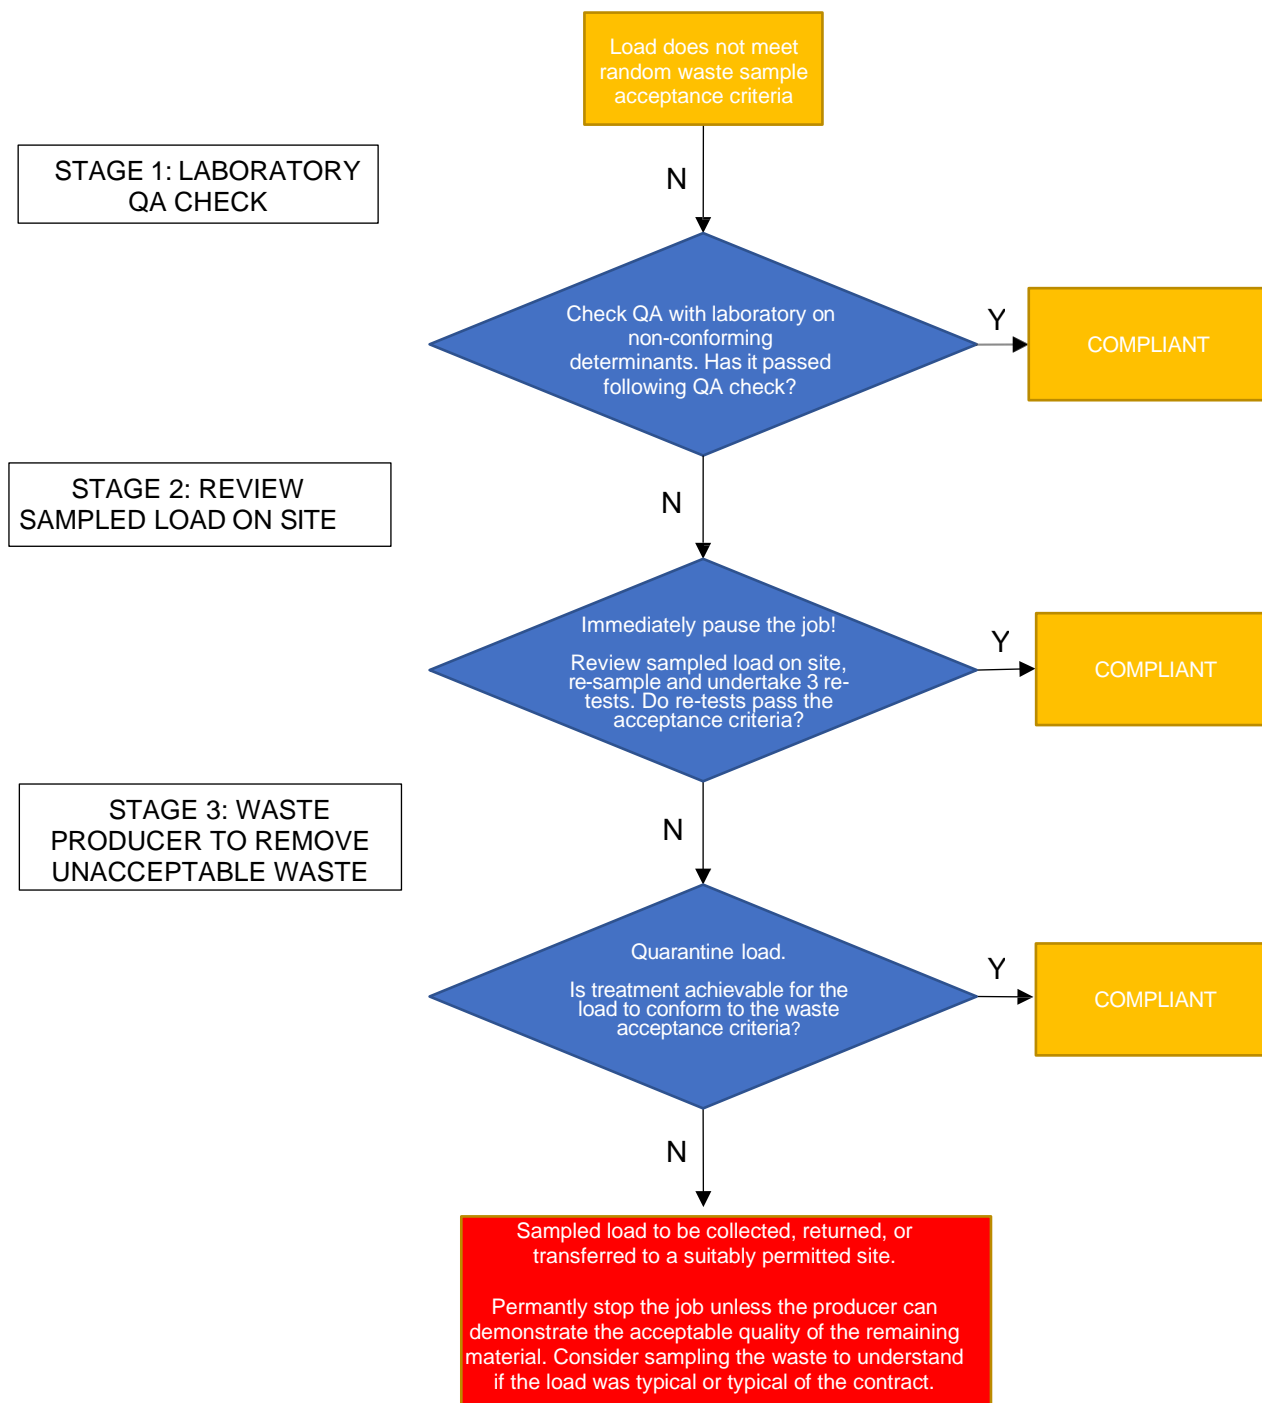 Load does not meet
random waste sample
acceptance criteria
STAGE 1: LABORATORY
QA CHECK
N
Check QA with laboratory on
non-conforming
determinants. Has it passed
following QA check?
Y
COMPLIANT
STAGE 2: REVIEW
SAMPLED LOAD ON SITE
N
Immediately pause the job!
Review sampled load on site,
re-sample and undertake 3 re-
tests. Do re-tests pass the
acceptance criteria?
Y
COMPLIANT
STAGE 3: WASTE
PRODUCER TO REMOVE
UNACCEPTABLE WASTE
N
Quarantine load.
Is treatment achievable for the
load to conform to the waste
acceptance criteria?
Y
COMPLIANT
N
Sampled load to be collected, returned, or
transferred to a suitably permitted site.
Permantly stop the job unless the producer can
demonstrate the acceptable quality of the remaining
material. Consider sampling the waste to understand
if the load was typical or typical of the contract.